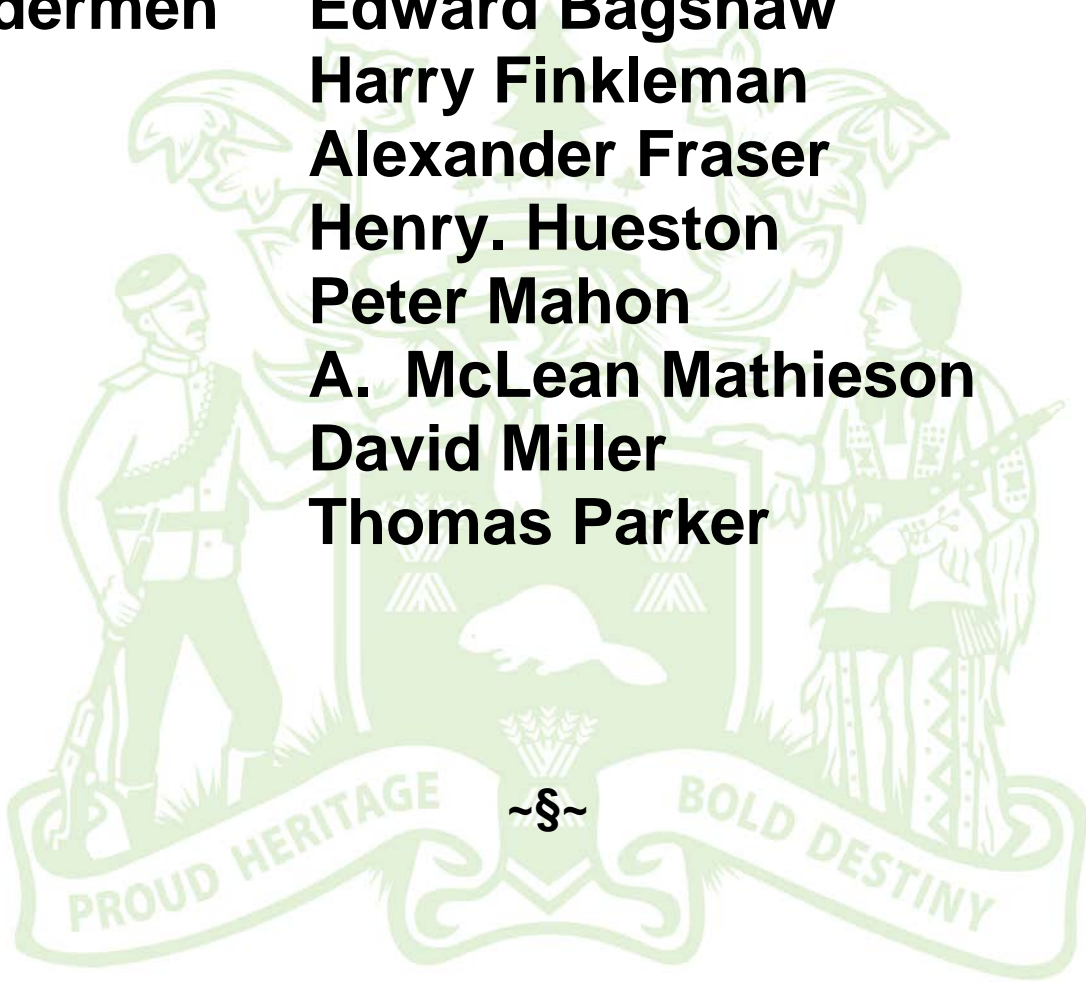 dermen Edward Bagshaw
Harry Finkleman
Alexander Fraser
Henry. Hueston
Peter Mahon
A. McLean Mathieson
David Miller
Thomas Parker
~§~
PROUD HERITAGE BOLD DESTINY